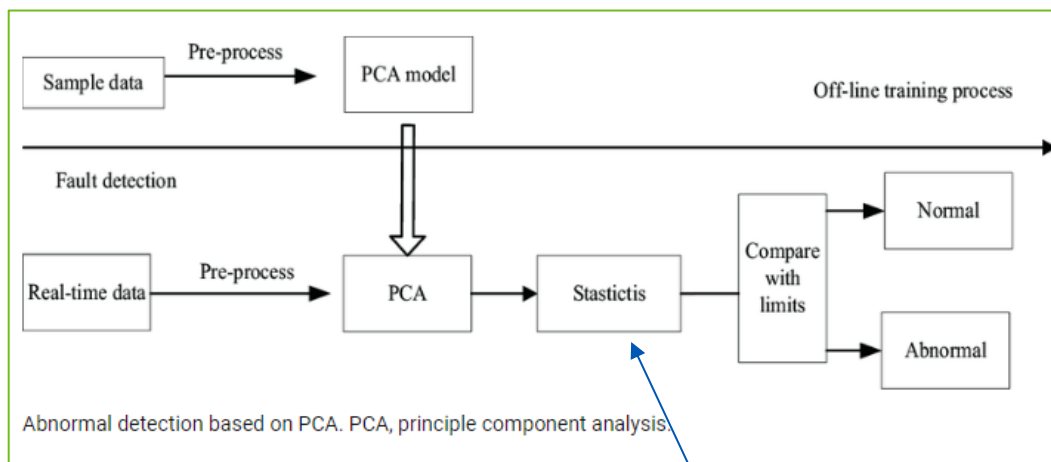 Pre-process
Sample data
PCA model
Off-line training process
Fault detection
Real-time data
Pre-process
PCA
Stastictis
Compare
with
limits
Normal
Abnormal
Abnormal detection based on PCA. PCA, principle component analysis.